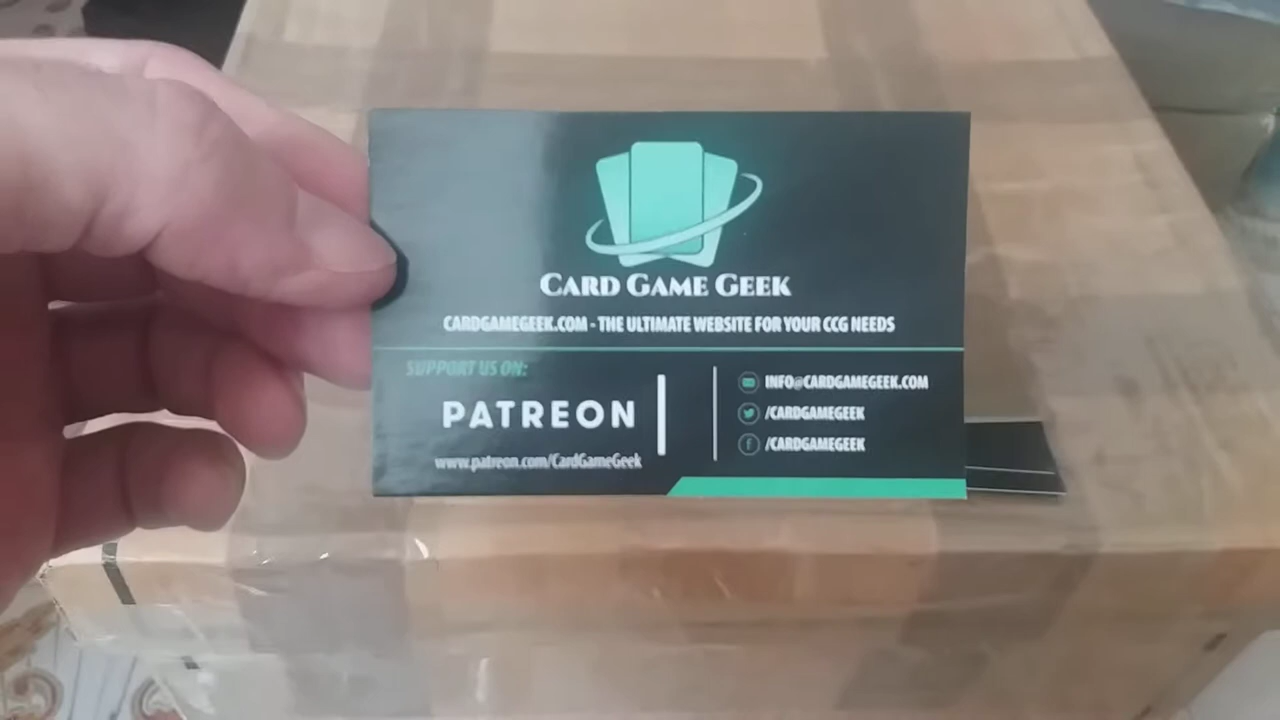 CARD GAME GEEK
CARDGAMEGEEK.COM - THE ULTIMATE WEBSITE FOR YOUR CCG NEEDS
SUPPORT US ON:
PATREON
www.patreon.com/CardGameGeek
INFO@CARDGAMEGEEK.COM
/CARDGAMEGEEK
/CARDGAMEGEEK